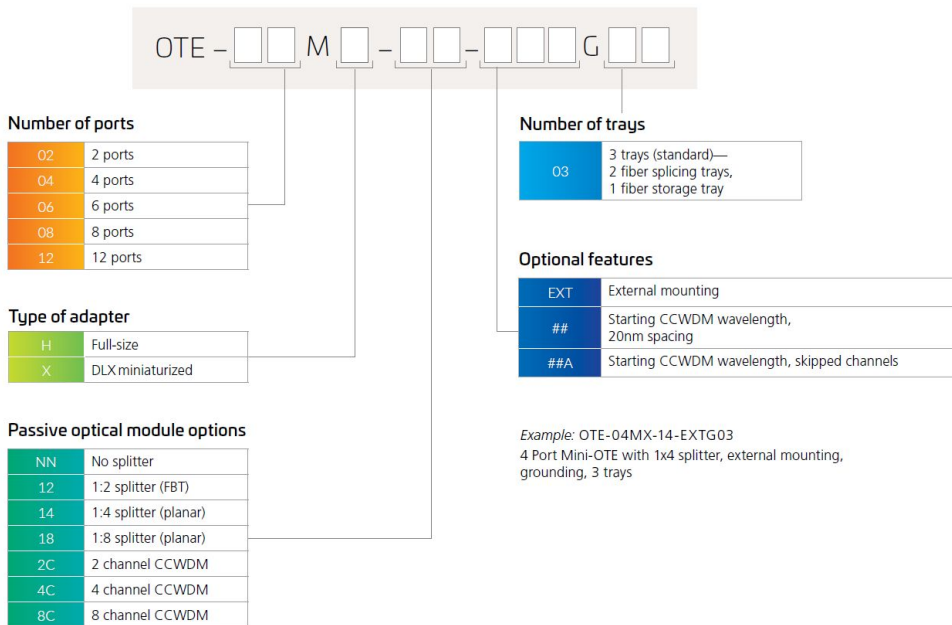 OTE – M – – G
Number of ports
02 2 ports
04 4 ports
06 6 ports
08 8 ports
12 12 ports
Type of adapter
H Full-size
X DLX miniaturized
Passive optical module options
NN No splitter
12 1:2 splitter (FBT)
14 1:4 splitter (planar)
18 1:8 splitter (planar)
2C 2 channel CCWDM
4C 4 channel CCWDM
8C 8 channel CCWDM
Number of trays
03 3 trays (standard)—
2 fiber splicing trays,
1 fiber storage tray
Optional features
EXT External mounting
## Starting CCWDM wavelength,
20nm spacing
##A Starting CCWDM wavelength, skipped channels
Example: OTE-04MX-14-EXTG03
4 Port Mini-OTE with 1x4 splitter, external mounting,
grounding, 3 trays